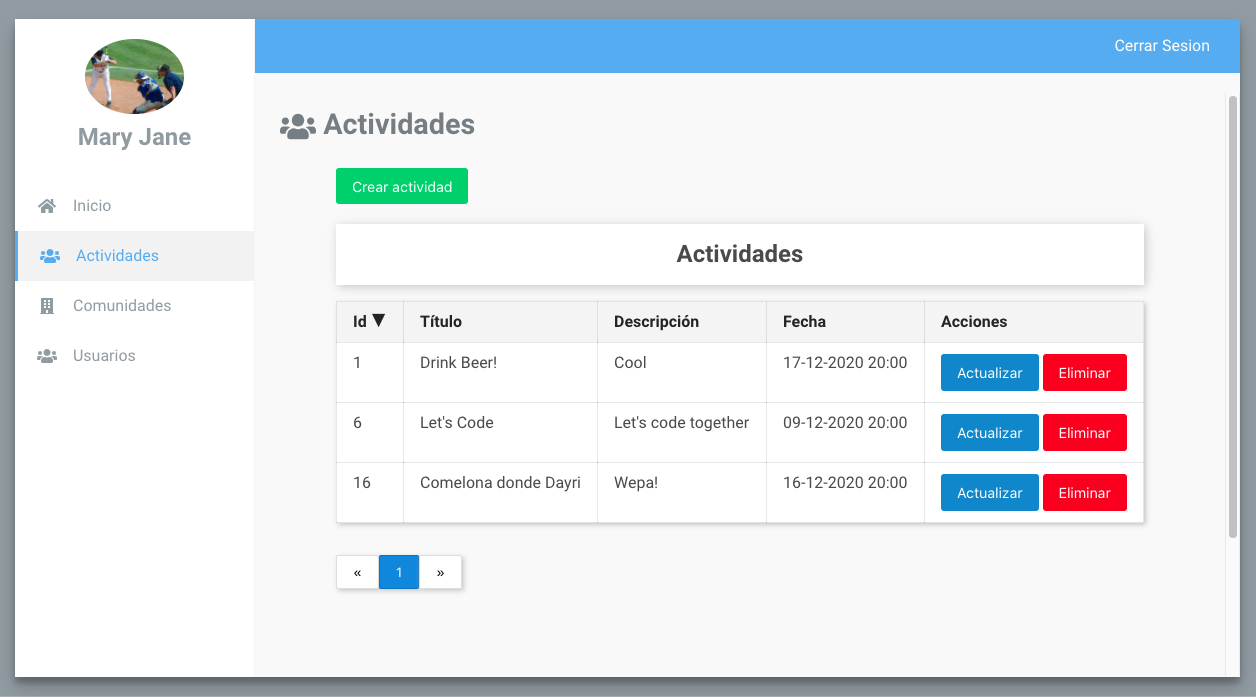 Cerrar Sesion
Mary Jane
Inicio
Actividades
Comunidades
Usuarios
Actividades
Crear actividad
Actividades
Id ▼ Título Descripción Fecha Acciones
1 Drink Beer! Cool 17-12-2020 20:00 Actualizar Eliminar
6 Let's Code Let's code together 09-12-2020 20:00 Actualizar Eliminar
16 Comelona donde Dayri Wepa! 16-12-2020 20:00 Actualizar Eliminar
« 1 »